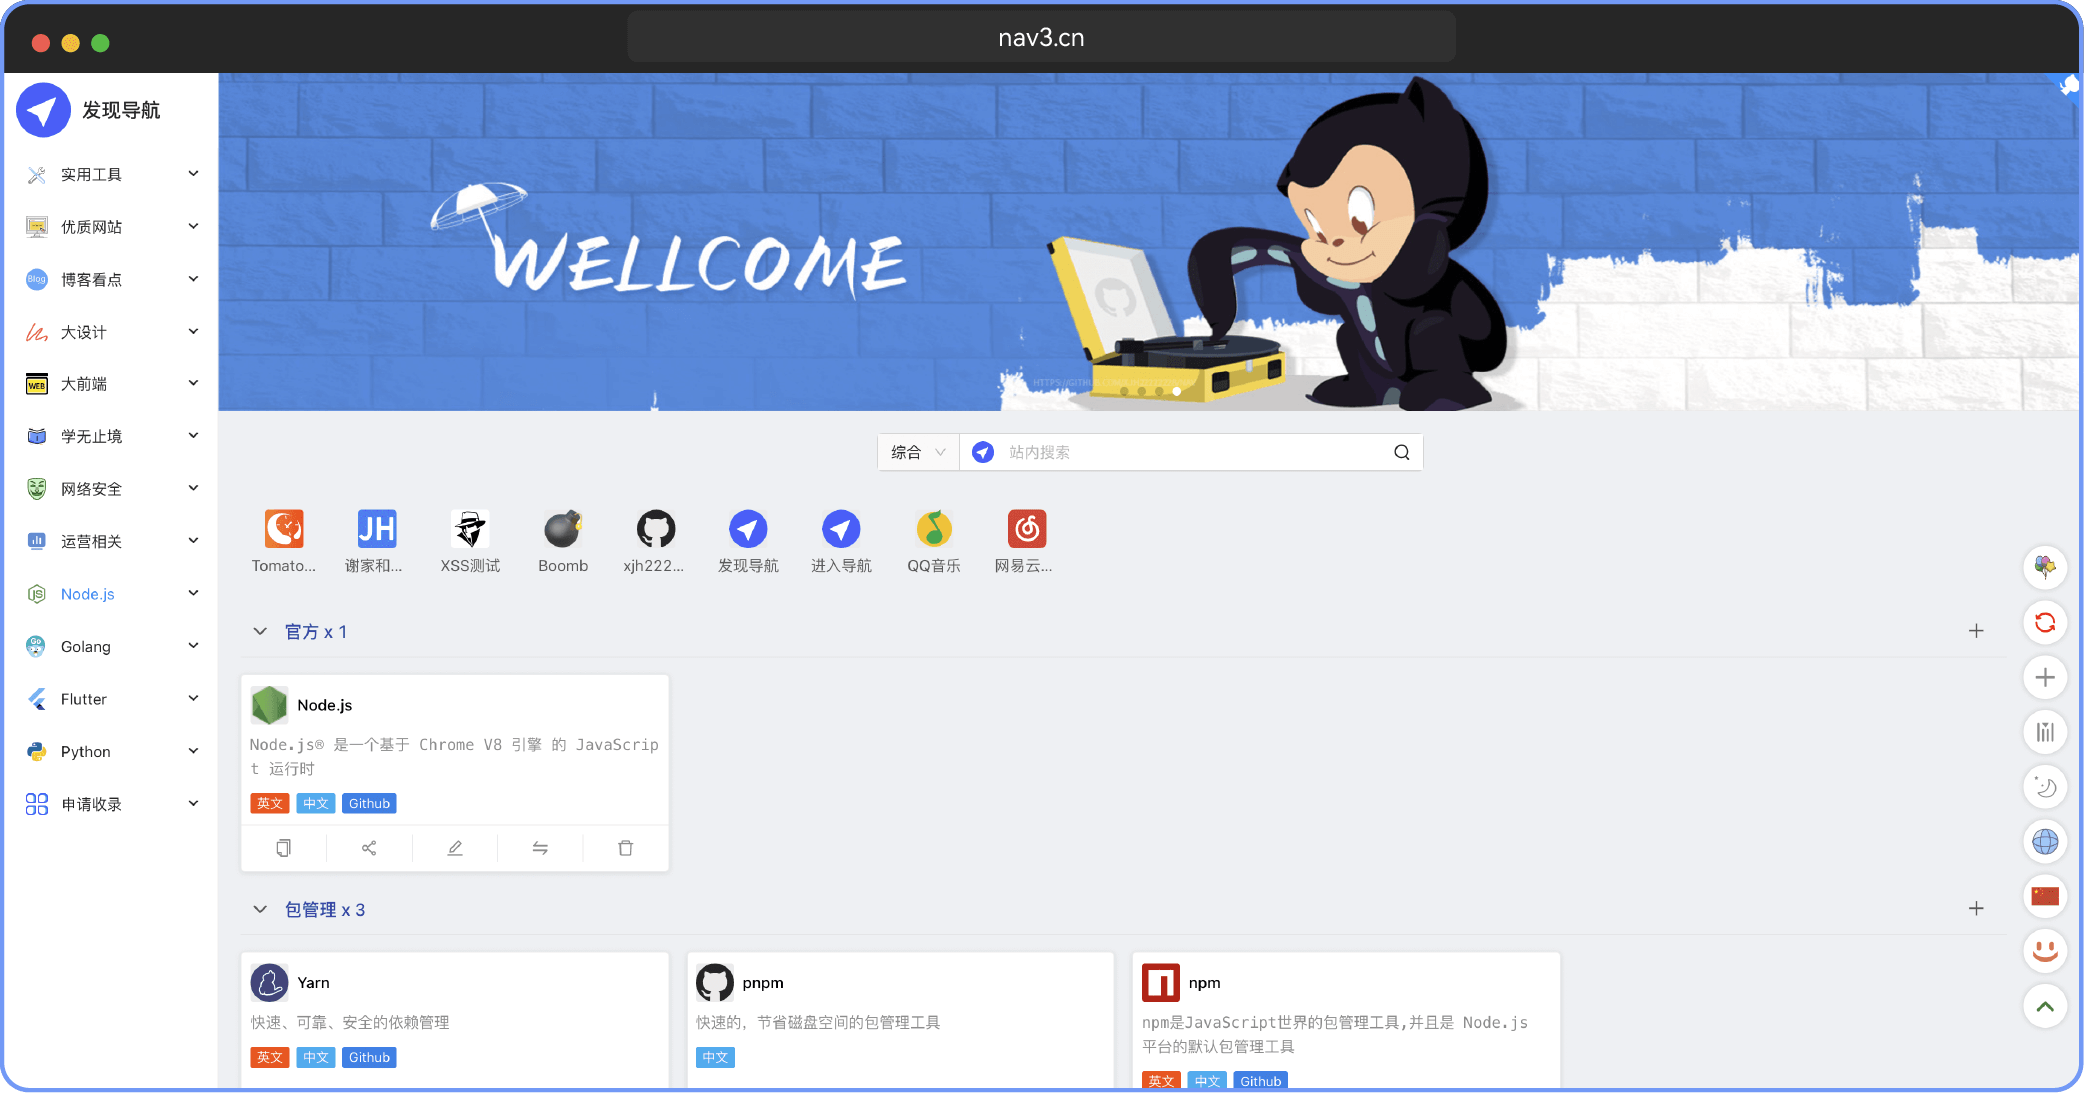 nav3.cn
发现导航
实用工具
优质网站
Blog
博客看点
大设计
WEB
大前端
学无止境
网络安全
运营相关
JS
Node.js
Go
Golang
Flutter
Python
申请收录
WELLCOME
综合
站内搜索
JH
Tomato...
谢家和...
XSS测试
Boomb
xjh222...
发现导航
进入导航
QQ音乐
网易云...
官方 x 1
Node.js
Node.js® 是一个基于 Chrome V8 引擎 的 JavaScrip
t 运行时
英文 中文 Github
包管理 x 3
Yarn
快速、可靠、安全的依赖管理
英文 中文 Github
pnpm
快速的，节省磁盘空间的包管理工具
中文
npm
npm是JavaScript世界的包管理工具,并且是 Node.js
平台的默认包管理工具
英文 中文 Github